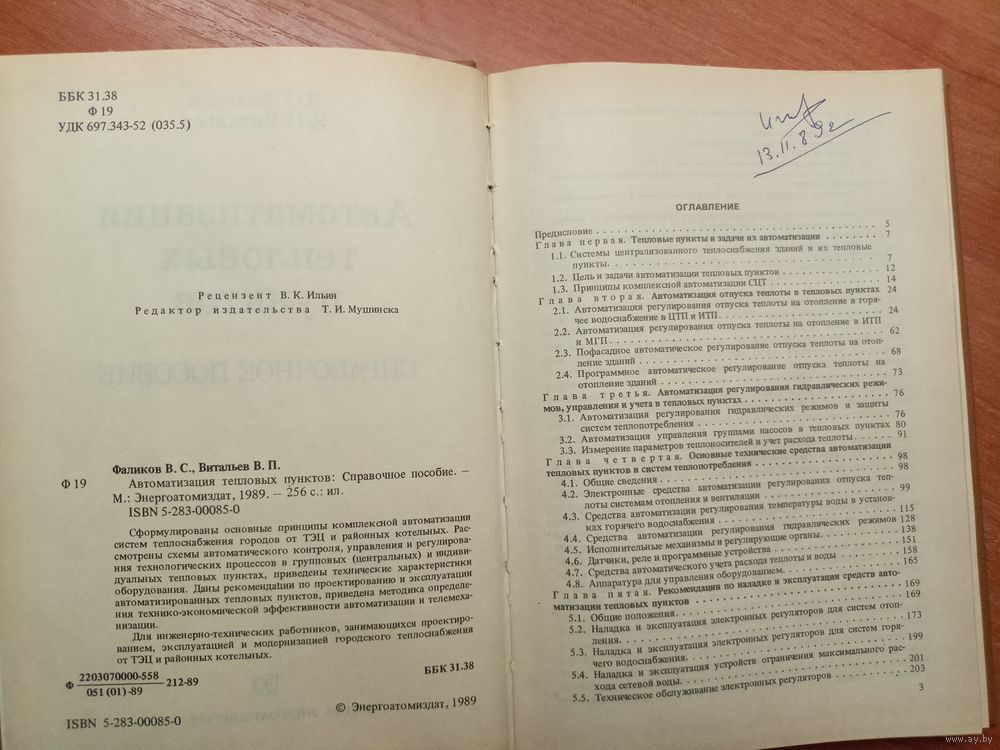 ББК 31.38
Ф 19
УДК 697.343-52 (035.5)
Рецензент В. К. Ильин
Редактор издательства Т. И. Мушинска
Фаликов В. С., Витальев В. П.
Ф 19 Автоматизация тепловых пунктов: Справочное пособие. —
М.: Энергоатомиздат, 1989. — 256 с.: ил.
ISBN 5-283-00085-0
Сформулированы основные принципы комплексной автоматизации
систем теплоснабжения городов от ТЭЦ и районных котельных. Рас-
смотрены схемы автоматического контроля, управления и регулирова-
ния технологических процессов в групповых (центральных) и индиви-
дуальных тепловых пунктах, приведены технические характеристики
оборудования. Даны рекомендации по проектированию и эксплуатации
автоматизированных тепловых пунктов, приведена методика определе-
ния технико-экономической эффективности автоматизации и телемеха-
низации.
Для инженерно-технических работников, занимающихся проектиро-
ванием, эксплуатацией и модернизацией городского теплоснабжения
от ТЭЦ и районных котельных.
Ф 2203070000-558
051 (01)-89 212-89
ББК 31.38
ISBN 5-283-00085-0
© Энергоатомиздат, 1989
13.11.89г
ОГЛАВЛЕНИЕ
Предисловие 5
Глава первая. Тепловые пункты и задачи их автоматизации 7
1.1. Системы централизованного теплоснабжения зданий и их тепловые
пункты 7
1.2. Цель и задачи автоматизации тепловых пунктов 12
1.3. Принципы комплексной автоматизации СЦТ 14
Глава вторая. Автоматизация отпуска теплоты в тепловых пунктах 24
2.1. Автоматизация регулирования отпуска теплоты на отопление и горя-
чее водоснабжение в ЦТП и ИТП 24
2.2. Автоматизация регулирования отпуска теплоты на отопление в ИТП
и МГП 62
2.3. Пофасадное автоматическое регулирование отпуска теплоты на отоп-
ление зданий 68
2.4. Программное автоматическое регулирование отпуска теплоты на
отопление зданий 73
Глава третья. Автоматизация регулирования гидравлических режи-
мов, управления и учета в тепловых пунктах 76
3.1. Автоматизация регулирования гидравлических режимов и защиты
систем теплопотребления 76
3.2. Автоматизация управления группами насосов в тепловых пунктах 80
3.3. Измерение параметров теплоносителей и учет расхода теплоты 91
Глава четвертая. Основные технические средства автоматизации
тепловых пунктов и систем теплопотребления 98
4.1. Общие сведения 98
4.2. Электронные средства автоматизации регулирования отпуска теп-
лоты системам отопления и вентиляции 99
4.3. Средства автоматизации регулирования температуры воды в установ-
ках горячего водоснабжения 115
4.4. Средства автоматизации регулирования гидравлических режимов 128
4.5. Исполнительные механизмы и регулирующие органы 138
4.6. Датчики, реле и программные устройства 151
4.7. Средства автоматического учета расхода теплоты и воды 158
4.8. Аппаратура для управления оборудованием 165
Глава пятая. Рекомендации по наладке и эксплуатации средств авто-
матизации тепловых пунктов 169
5.1. Общие положения 169
5.2. Наладка и эксплуатация электронных регуляторов для систем отоп-
ления 173
5.3. Наладка и эксплуатация электронных регуляторов для систем горя-
чего водоснабжения 199
5.4. Наладка и эксплуатация устройств ограничения максимального рас-
хода сетевой воды 201
5.5. Техническое обслуживание электронных регуляторов 203
3
www.ay.by